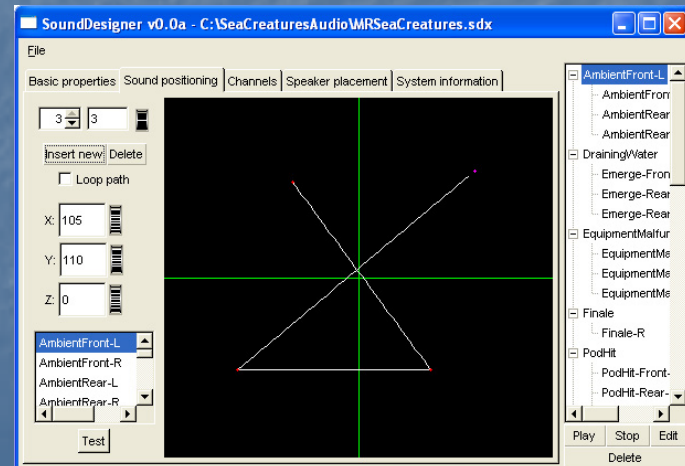 SoundDesigner v0.0a - C:\SeaCreaturesAudio\MRSeaCreatures.sdx
File
Basic properties Sound positioning Channels Speaker placement System information
3 3
Insert new Delete
Loop path
X: 105
Y: 110
Z: 0
AmbientFront-L
AmbientFront-R
AmbientRear-L
AmbientRear-R
Test
AmbientFront-L
AmbientFron
AmbientRear
AmbientRear
DrainingWater
Emerge-Fron
Emerge-Rear
Emerge-Rear
EquipmentMalfur
EquipmentMa
EquipmentMa
EquipmentMa
Finale
Finale-R
PodHit
PodHit-Front-
PodHit-Rear-
Play Stop Edit
Delete